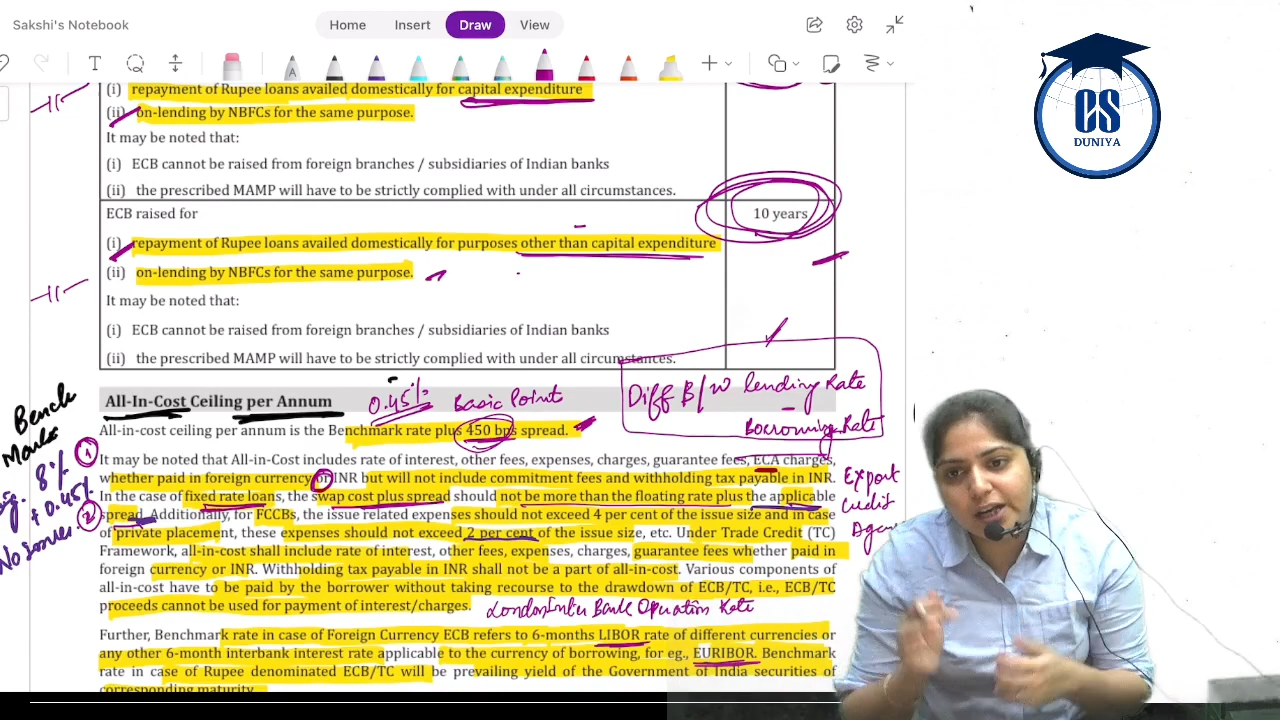 Sakshi's Notebook
Home Insert Draw View
(i) repayment of Rupee loans availed domestically for capital expenditure
(ii) on-lending by NBFCs for the same purpose.
It may be noted that:
(i) ECB cannot be raised from foreign branches / subsidiaries of Indian banks
(ii) the prescribed MAMP will have to be strictly complied with under all circumstances.
ECB raised for
10 years
(i) repayment of Rupee loans availed domestically for purposes other than capital expenditure
(ii) on-lending by NBFCs for the same purpose.
It may be noted that:
(i) ECB cannot be raised from foreign branches / subsidiaries of Indian banks
(ii) the prescribed MAMP will have to be strictly complied with under all circumstances.
Diff B/w lending Rate
Borrowing Rate
All-In-Cost Ceiling per Annum
0.45% Basic Point
All-in-cost ceiling per annum is the Benchmark rate plus 450 bps spread.
It may be noted that All-in-Cost includes rate of interest, other fees, expenses, charges, guarantee fees, ECA charges,
whether paid in foreign currency or INR but will not include commitment fees and withholding tax payable in INR.
In the case of fixed rate loans, the swap cost plus spread should not be more than the floating rate plus the applicable
spread. Additionally, for FCCBs, the issue related expenses should not exceed 4 per cent of the issue size and in case
of private placement, these expenses should not exceed 2 per cent of the issue size, etc. Under Trade Credit (TC)
Framework, all-in-cost shall include rate of interest, other fees, expenses, charges, guarantee fees whether paid in
foreign currency or INR. Withholding tax payable in INR shall not be a part of all-in-cost. Various components of
all-in-cost have to be paid by the borrower without taking recourse to the drawdown of ECB/TC, i.e., ECB/TC
proceeds cannot be used for payment of interest/charges.
London Inter Bank Operation Rate
Further, Benchmark rate in case of Foreign Currency ECB refers to 6-months LIBOR rate of different currencies or
any other 6-month interbank interest rate applicable to the currency of borrowing, for eg., EURIBOR. Benchmark
rate in case of Rupee denominated ECB/TC will be prevailing yield of the Government of India securities of
corresponding maturity.
Bench
Mark
1
8%
+ 0.45%
2
Export
Credit
CS
DUNIYA